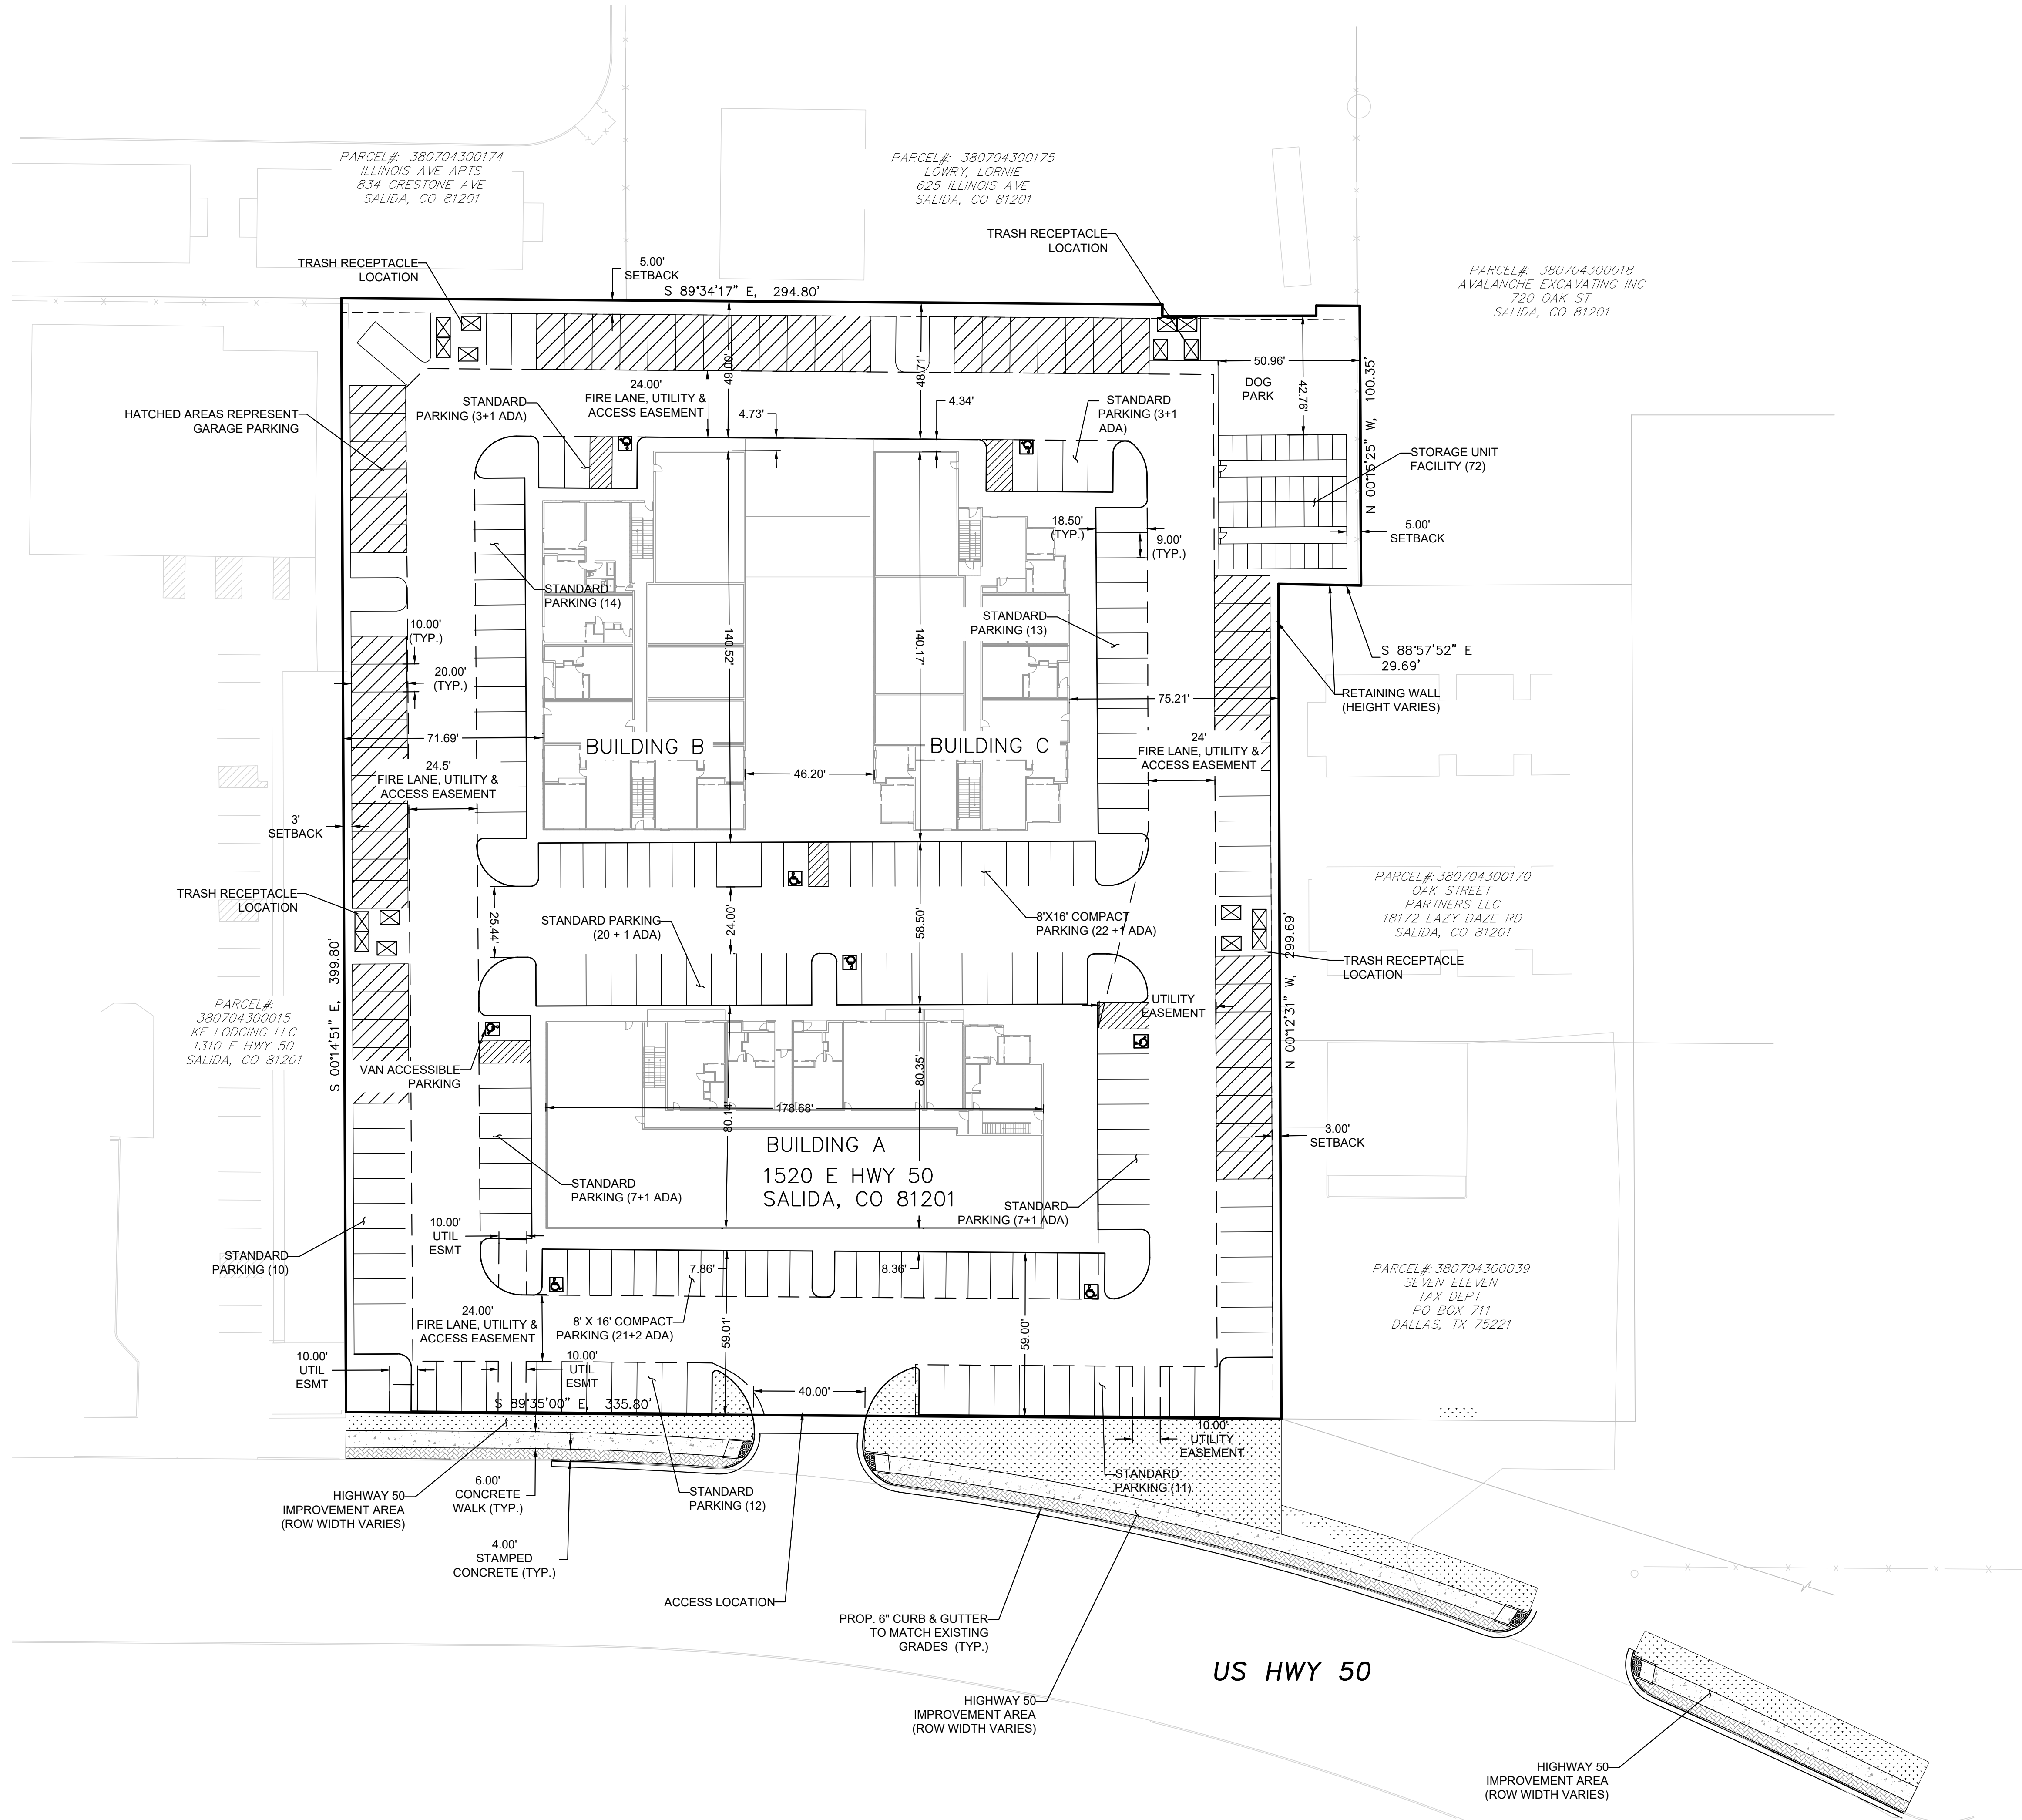 PARCEL#: 380704300174
ILLINOIS AVE APTS
834 CRESTONE AVE
SALIDA, CO 81201
PARCEL#: 380704300175
LOWRY, LORNIE
625 ILLINOIS AVE
SALIDA, CO 81201
TRASH RECEPTACLE
LOCATION
TRASH RECEPTACLE
LOCATION
5.00'
SETBACK
S 89°34'17" E, 294.80'
PARCEL#: 380704300018
AVALANCHE EXCAVATING INC
720 OAK ST
SALIDA, CO 81201
HATCHED AREAS REPRESENT
GARAGE PARKING
STANDARD
PARKING (3+1 ADA)
24.00'
FIRE LANE, UTILITY &
ACCESS EASEMENT
49.00'
48.71'
4.73'
4.34'
STANDARD
PARKING (3+1
ADA)
50.96'
DOG
PARK
42.76'
N 00°15'25" W, 100.35'
STORAGE UNIT
FACILITY (72)
5.00'
SETBACK
18.50'
(TYP.)
9.00'
(TYP.)
STANDARD
PARKING (14)
STANDARD
PARKING (13)
10.00'
(TYP.)
20.00'
(TYP.)
140.52'
140.17'
S 88°57'52" E
29.69'
RETAINING WALL
(HEIGHT VARIES)
71.69'
75.21'
BUILDING B
BUILDING C
46.20'
24.5'
FIRE LANE, UTILITY &
ACCESS EASEMENT
24'
FIRE LANE, UTILITY &
ACCESS EASEMENT
3'
SETBACK
TRASH RECEPTACLE
LOCATION
25.44'
STANDARD PARKING
(20 + 1 ADA)
24.00'
58.50'
8'X16' COMPACT
PARKING (22 +1 ADA)
PARCEL#: 380704300170
OAK STREET
PARTNERS LLC
18172 LAZY DAZE RD
SALIDA, CO 81201
TRASH RECEPTACLE
LOCATION
S 00°14'51" E, 399.80'
N 00°12'31" W, 299.69'
UTILITY
EASEMENT
PARCEL#:
380704300015
KF LODGING LLC
1310 E HWY 50
SALIDA, CO 81201
VAN ACCESSIBLE
PARKING
80.14'
80.35'
178.68'
BUILDING A
1520 E HWY 50
SALIDA, CO 81201
3.00'
SETBACK
STANDARD
PARKING (7+1 ADA)
STANDARD
PARKING (7+1 ADA)
10.00'
UTIL
ESMT
STANDARD
PARKING (10)
7.86'
8.36'
PARCEL#: 380704300039
SEVEN ELEVEN
TAX DEPT.
PO BOX 711
DALLAS, TX 75221
24.00'
FIRE LANE, UTILITY &
ACCESS EASEMENT
8' X 16' COMPACT
PARKING (21+2 ADA)
59.01'
59.00'
10.00'
UTIL
ESMT
10.00'
UTIL
ESMT
40.00'
S 89°35'00" E, 335.80'
10.00'
UTILITY
EASEMENT
HIGHWAY 50
IMPROVEMENT AREA
(ROW WIDTH VARIES)
6.00'
CONCRETE
WALK (TYP.)
STANDARD
PARKING (12)
STANDARD
PARKING (11)
4.00'
STAMPED
CONCRETE (TYP.)
ACCESS LOCATION
PROP. 6" CURB & GUTTER
TO MATCH EXISTING
GRADES (TYP.)
US HWY 50
HIGHWAY 50
IMPROVEMENT AREA
(ROW WIDTH VARIES)
HIGHWAY 50
IMPROVEMENT AREA
(ROW WIDTH VARIES)